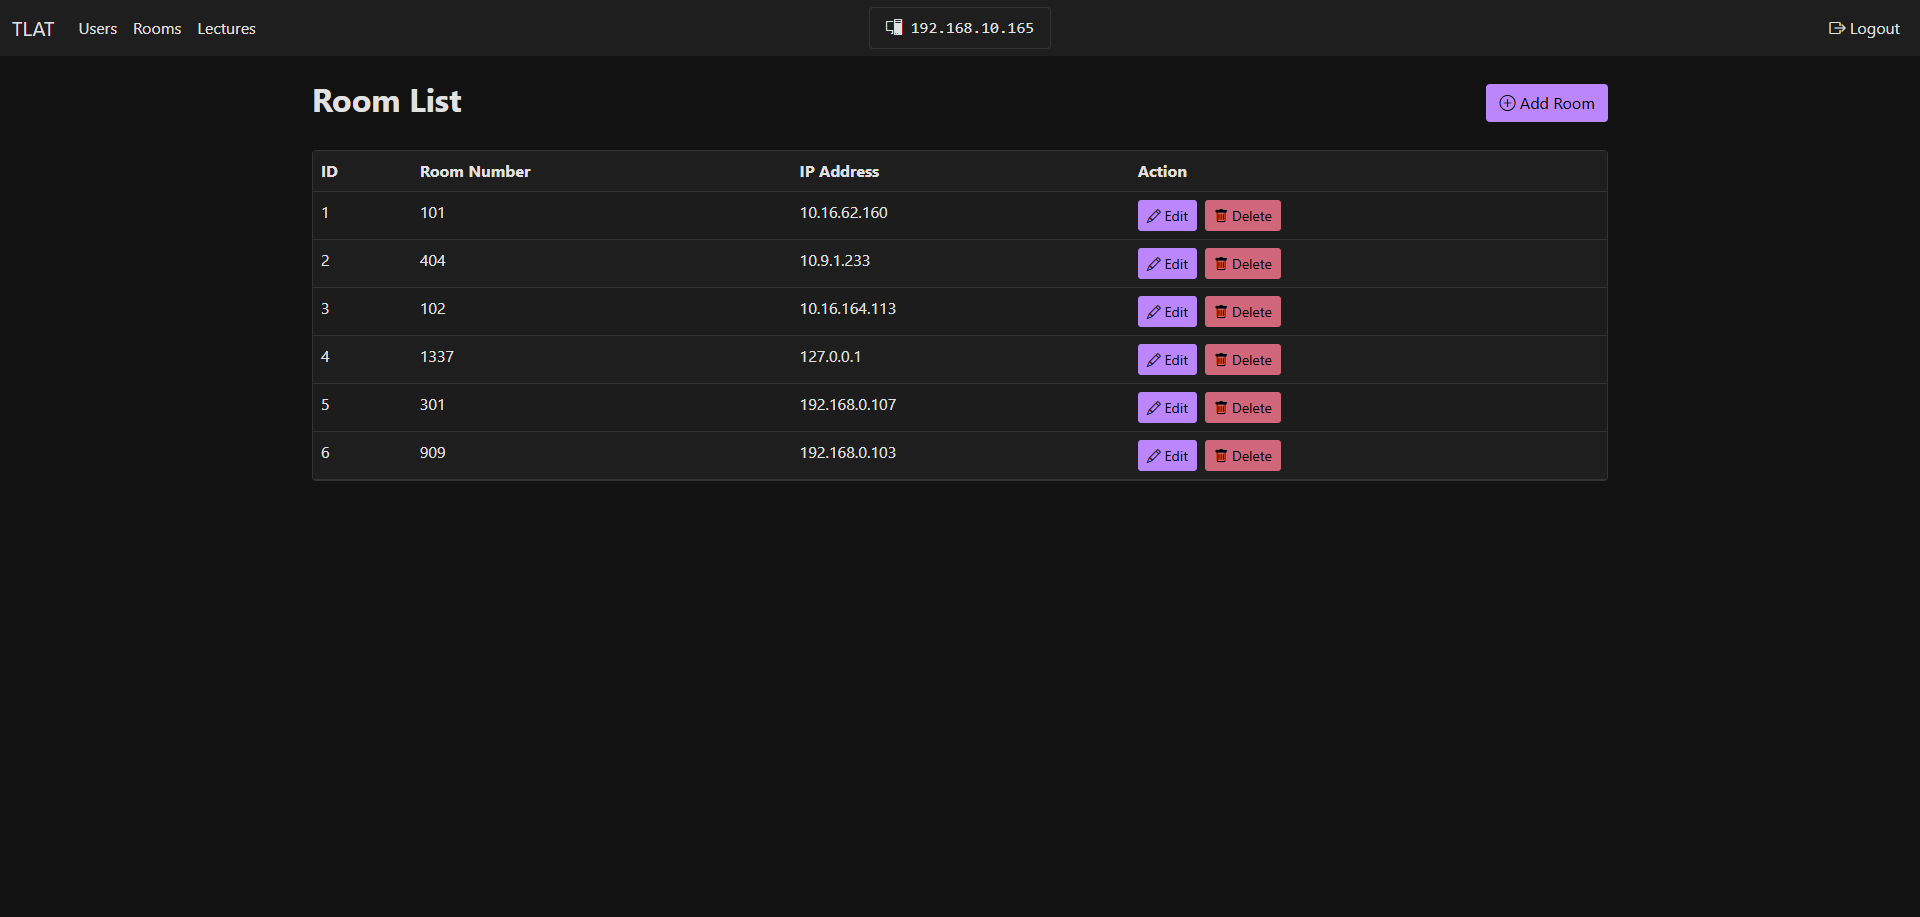 TLAT Users Rooms Lectures 192.168.10.165 Logout
Room List Add Room
ID Room Number IP Address Action
1 101 10.16.62.160 Edit Delete
2 404 10.9.1.233 Edit Delete
3 102 10.16.164.113 Edit Delete
4 1337 127.0.0.1 Edit Delete
5 301 192.168.0.107 Edit Delete
6 909 192.168.0.103 Edit Delete